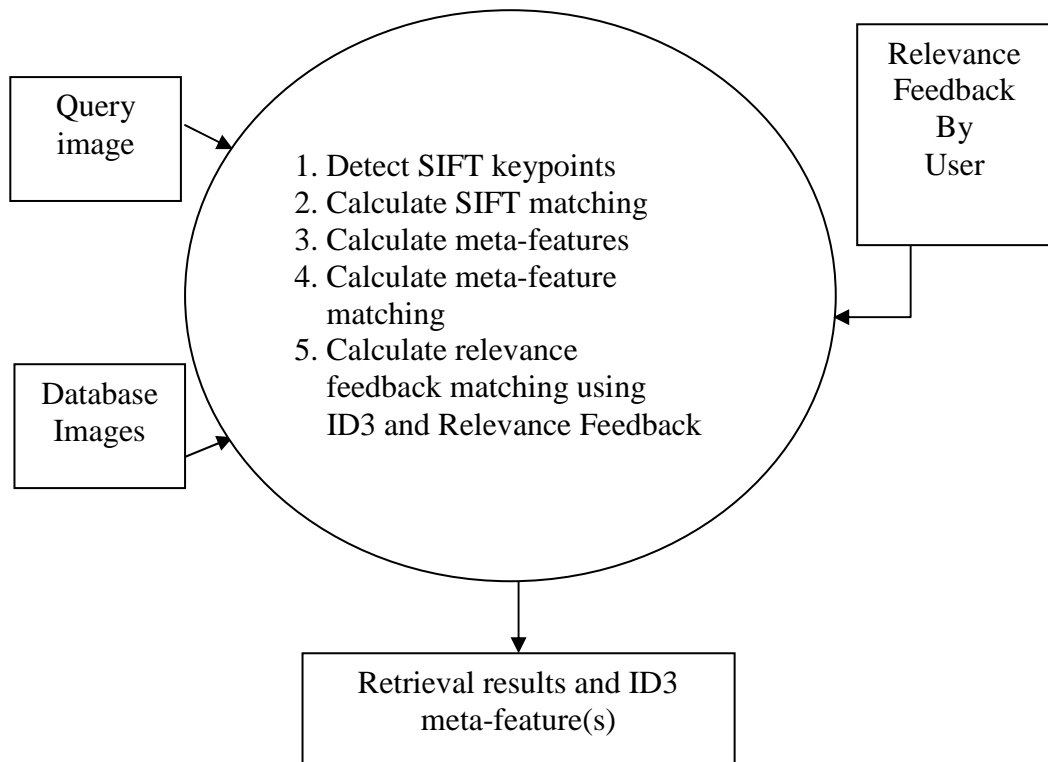 Query
image
Relevance
Feedback
By
User
1. Detect SIFT keypoints
2. Calculate SIFT matching
3. Calculate meta-features
4. Calculate meta-feature
matching
5. Calculate relevance
feedback matching using
ID3 and Relevance Feedback
Database
Images
Retrieval results and ID3
meta-feature(s)